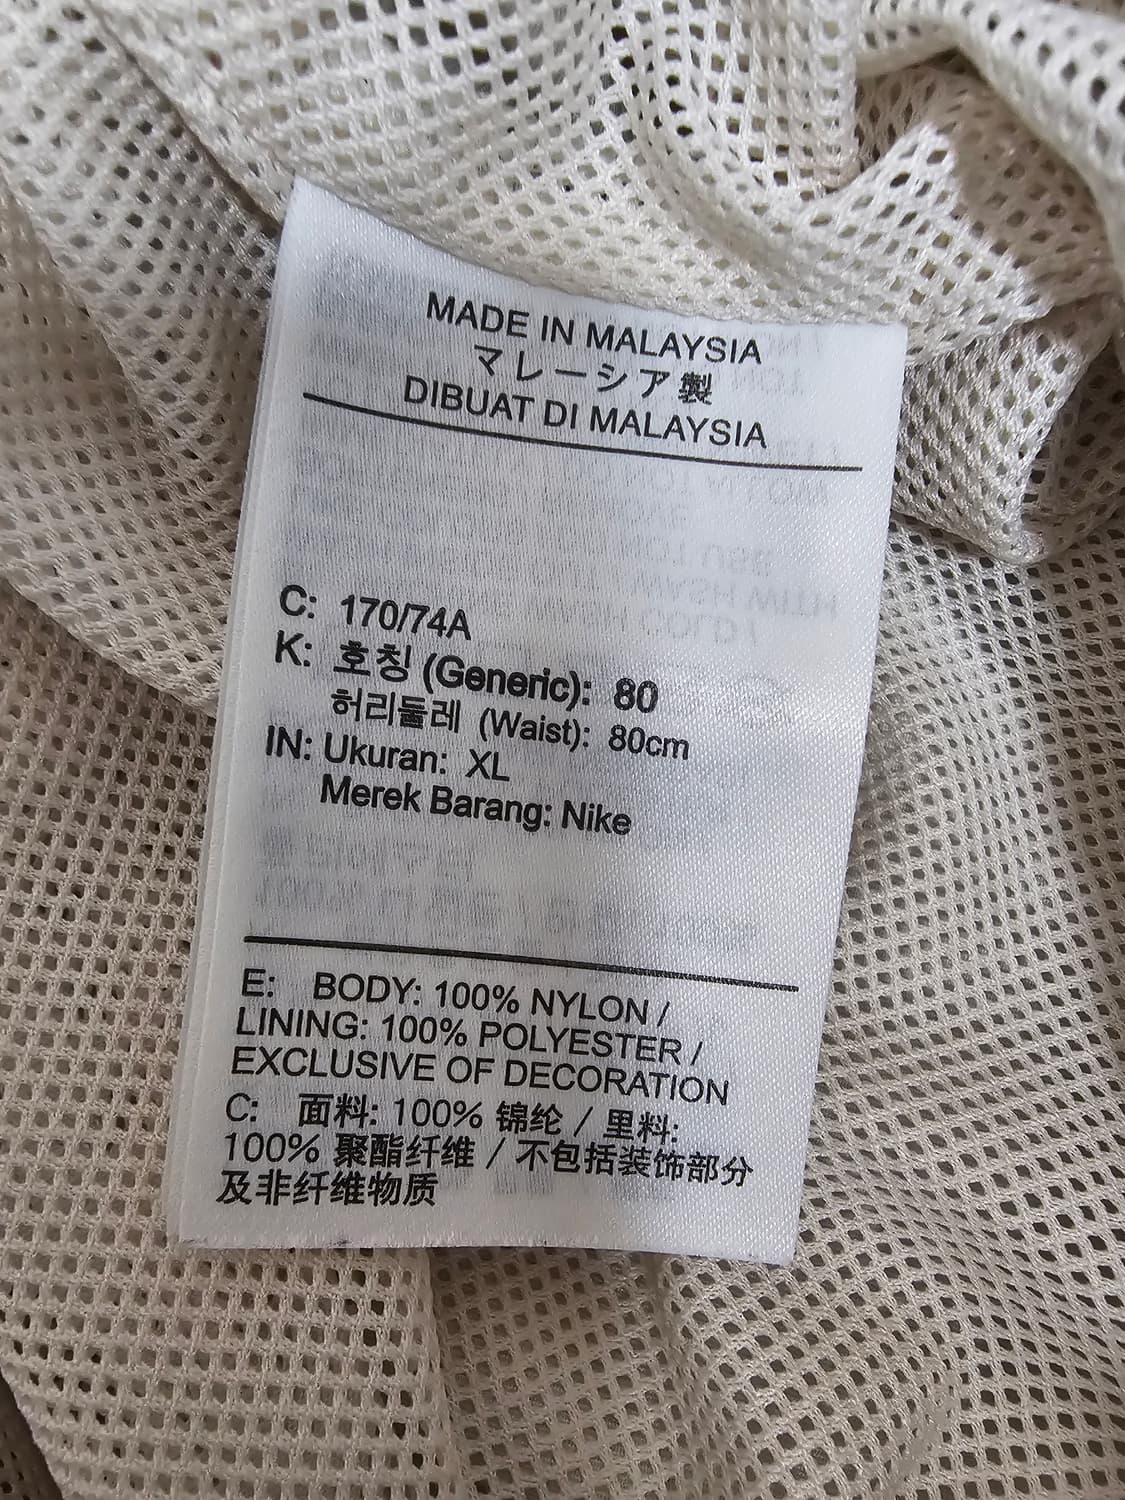 MADE IN MALAYSIA
マレーシア製
DIBUAT DI MALAYSIA
C: 170/74A
K: 호칭 (Generic): 80
허리둘레 (Waist): 80cm
IN: Ukuran: XL
Merek Barang: Nike
E: BODY: 100% NYLON /
LINING: 100% POLYESTER /
EXCLUSIVE OF DECORATION
C: 面料: 100% 锦纶 / 里料:
100% 聚酯纤维 / 不包括装饰部分
及非纤维物质